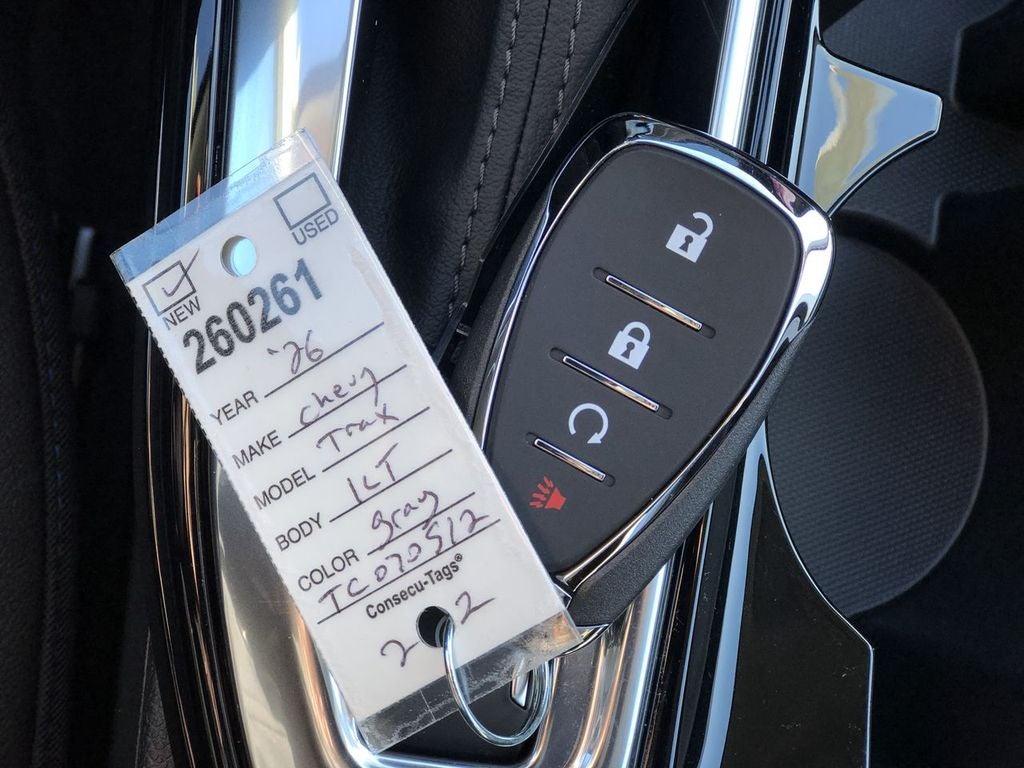 NEW
USED
260261
YEAR '26
MAKE Chevy
MODEL Trax
BODY 1LT
COLOR gray
TC070512
Consecu-Tags®
2 2